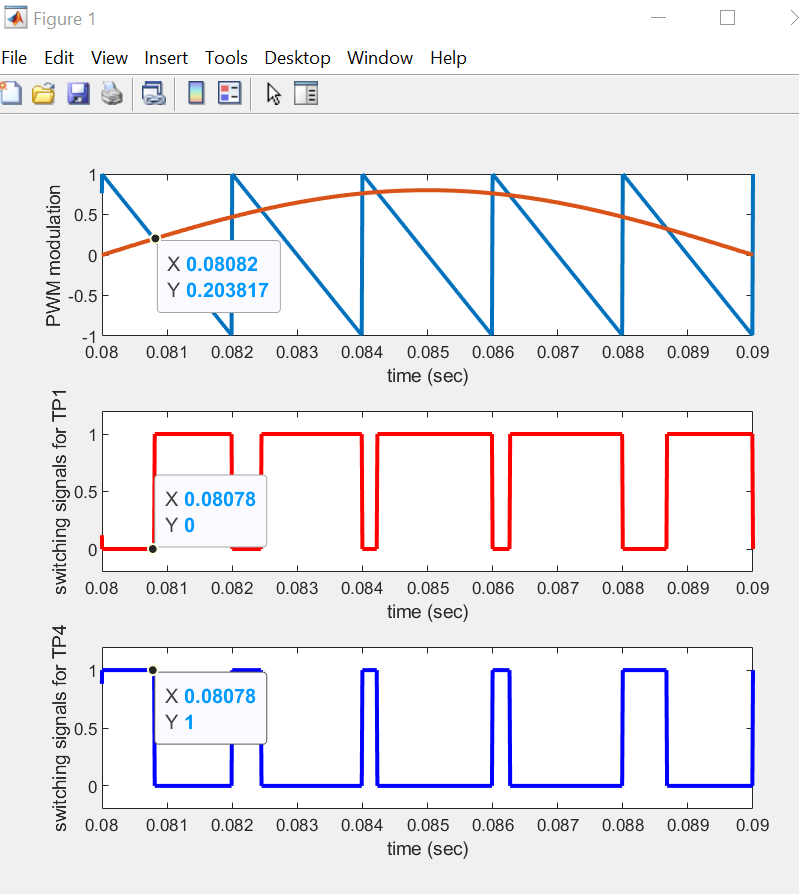 Figure 1
File Edit View Insert Tools Desktop Window Help
PWM modulation
1
0.5
0
-0.5
-1
X 0.08082
Y 0.203817
0.08 0.081 0.082 0.083 0.084 0.085 0.086 0.087 0.088 0.089 0.09
time (sec)
switching signals for TP1
1
0.5
0
X 0.08078
Y 0
0.08 0.081 0.082 0.083 0.084 0.085 0.086 0.087 0.088 0.089 0.09
time (sec)
switching signals for TP4
1
0.5
0
X 0.08078
Y 1
0.08 0.081 0.082 0.083 0.084 0.085 0.086 0.087 0.088 0.089 0.09
time (sec)